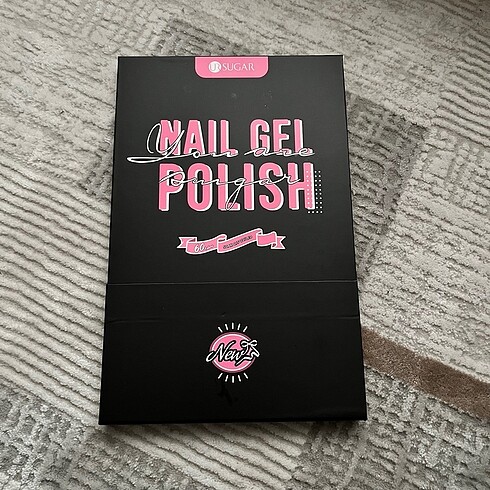 UR SUGAR
NAIL GEL
You are
sugar
POLISH
New